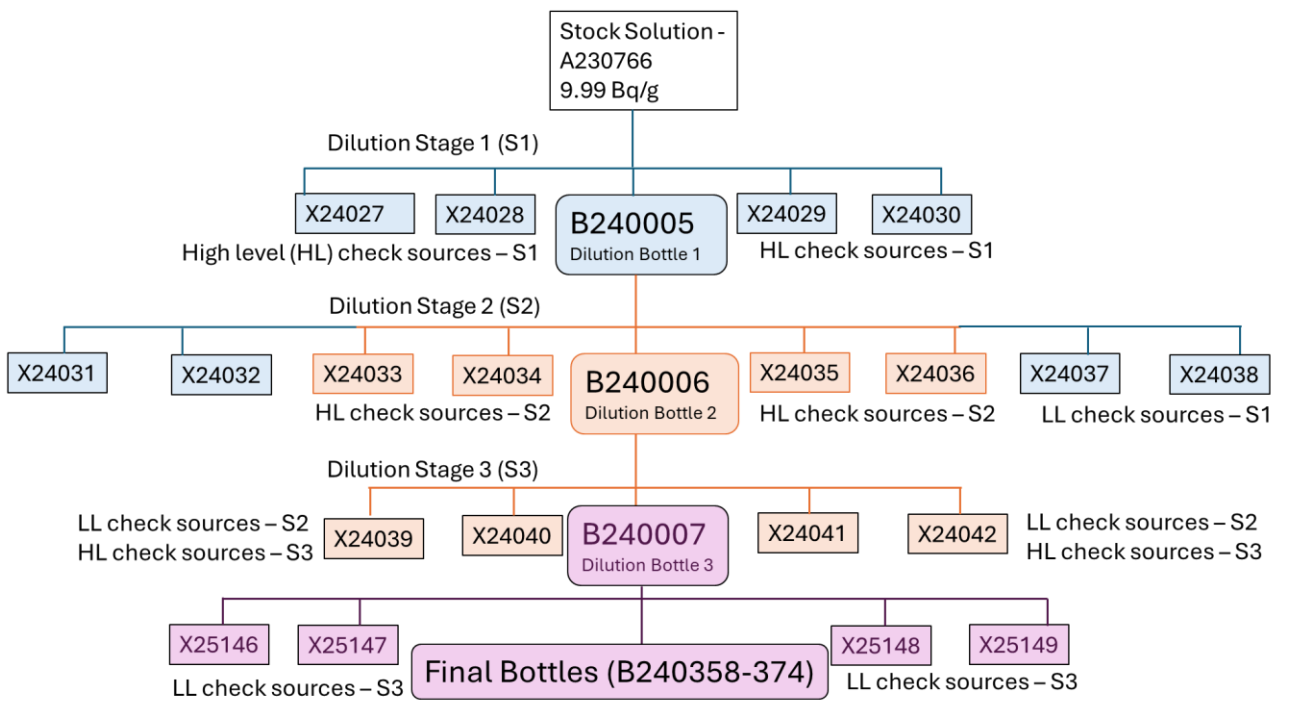 Stock Solution -
A230766
9.99 Bq/g
Dilution Stage 1 (S1)
X24027
X24028
B240005
Dilution Bottle 1
X24029
X24030
High level (HL) check sources – S1
HL check sources – S1
Dilution Stage 2 (S2)
X24031
X24032
X24033
X24034
B240006
Dilution Bottle 2
X24035
X24036
X24037
X24038
HL check sources – S2
HL check sources – S2
LL check sources – S1
Dilution Stage 3 (S3)
LL check sources – S2
HL check sources – S3
X24039
X24040
B240007
Dilution Bottle 3
X24041
X24042
LL check sources – S2
HL check sources – S3
X25146
X25147
Final Bottles (B240358-374)
X25148
X25149
LL check sources – S3
LL check sources – S3